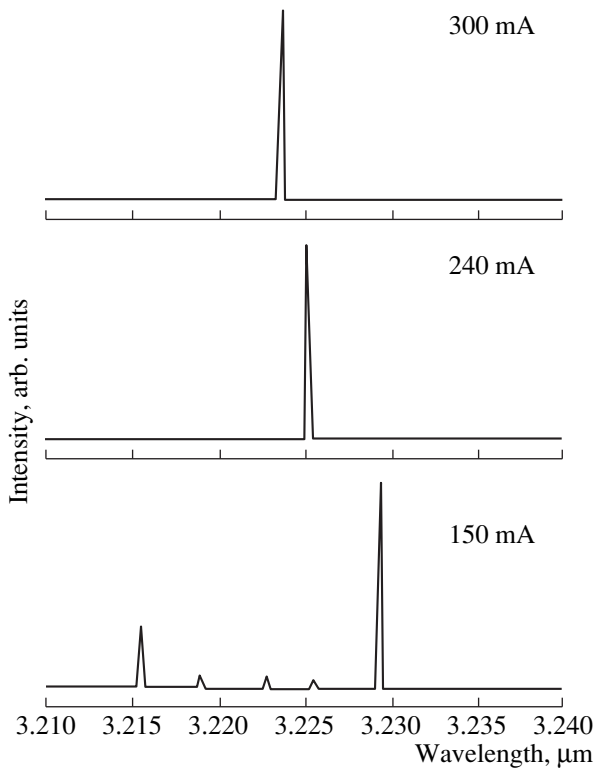 300 mA
240 mA
Intensity, arb. units
150 mA
3.210 3.215 3.220 3.225 3.230 3.235 3.240
Wavelength, μm